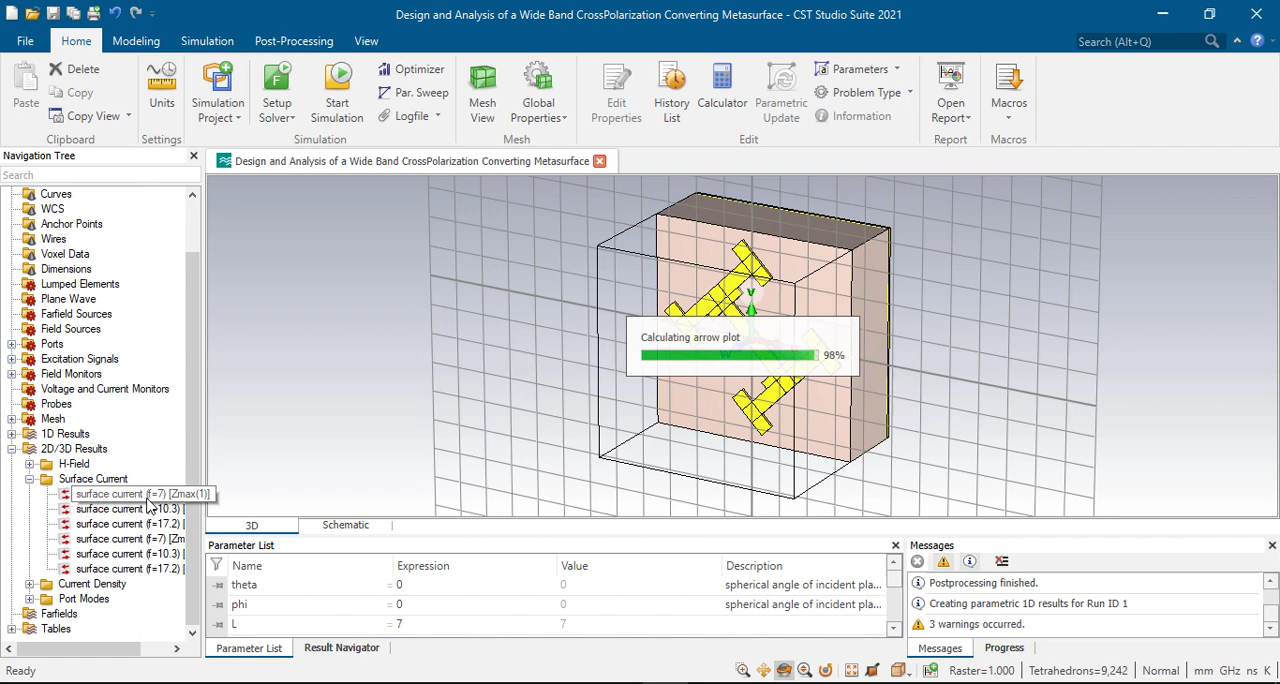 Design and Analysis of a Wide Band CrossPolarization Converting Metasurface - CST Studio Suite 2021
File Home Modeling Simulation Post-Processing View Search (Alt+Q)
Paste Delete Copy Copy View Clipboard
Units Settings
Simulation Project Setup Solver Start Simulation Optimizer Par. Sweep Logfile Simulation
Mesh View Global Properties Mesh
Edit Properties History List Calculator Parametric Update Parameters Problem Type Information Edit
Open Report Report
Macros Macros
Navigation Tree
Search
Design and Analysis of a Wide Band CrossPolarization Converting Metasurface
Curves
WCS
Anchor Points
Wires
Voxel Data
Dimensions
Lumped Elements
Plane Wave
Farfield Sources
Field Sources
Ports
Excitation Signals
Field Monitors
Voltage and Current Monitors
Probes
Mesh
1D Results
2D/3D Results
H-Field
Surface Current
surface current (f=7) [Zmax(1)]
surface current (f=10.3) [
surface current (f=17.2) [
surface current (f=7) [Zm
surface current (f=10.3) [
surface current (f=17.2) [
Current Density
Port Modes
Farfields
Tables
v
Calculating arrow plot
98%
3D Schematic
Parameter List
Name Expression Value Description
theta = 0 0 spherical angle of incident pla...
phi = 0 0 spherical angle of incident pla...
L = 7 7
Parameter List Result Navigator
Messages
Postprocessing finished.
Creating parametric 1D results for Run ID 1
3 warnings occurred.
Messages Progress
Ready
Raster=1.000 Tetrahedrons=9,242 Normal mm GHz ns K